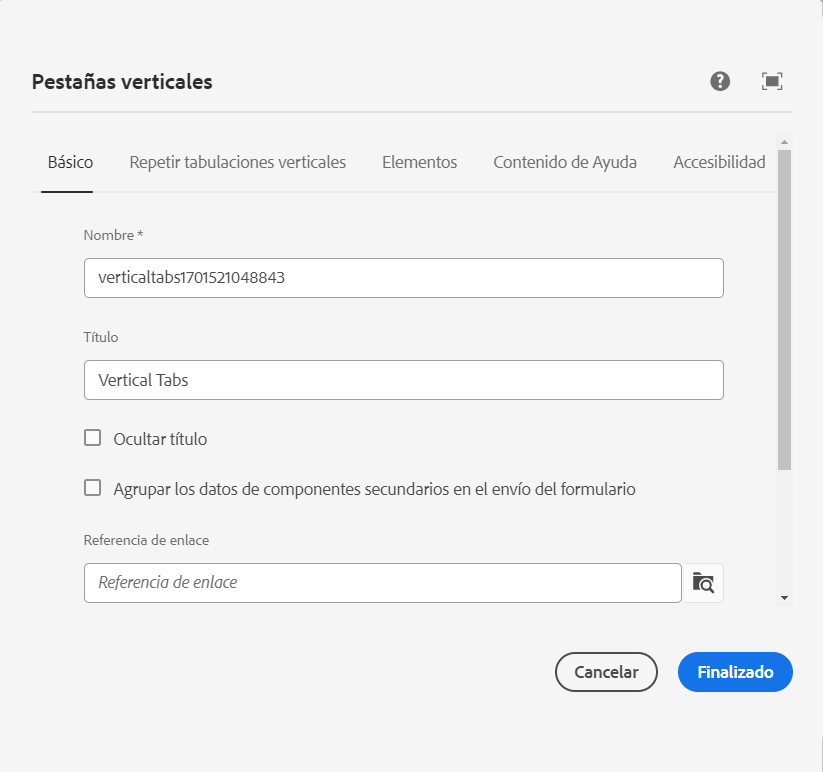 Pestañas verticales
Básico Repetir tabulaciones verticales Elementos Contenido de Ayuda Accesibilidad
Nombre *
verticaltabs1701521048843
Título
Vertical Tabs
Ocultar título
Agrupar los datos de componentes secundarios en el envío del formulario
Referencia de enlace
Referencia de enlace
Cancelar Finalizado